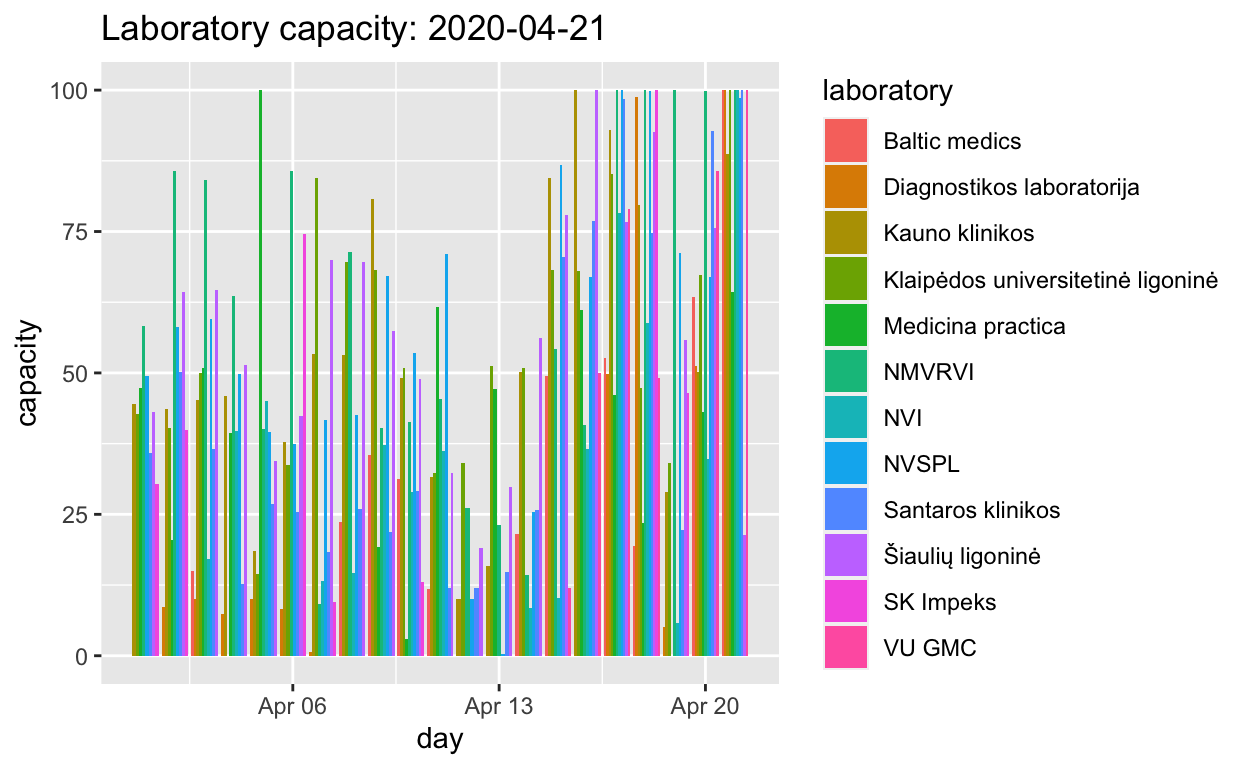 Laboratory capacity: 2020-04-21
100
75
50
25
0
capacity
Apr 06
Apr 13
Apr 20
day
laboratory
Baltic medics
Diagnostikos laboratorija
Kauno klinikos
Klaipėdos universitetinė ligoninė
Medicina practica
NMVRVI
NVI
NVSPL
Santaros klinikos
Šiaulių ligoninė
SK Impeks
VU GMC